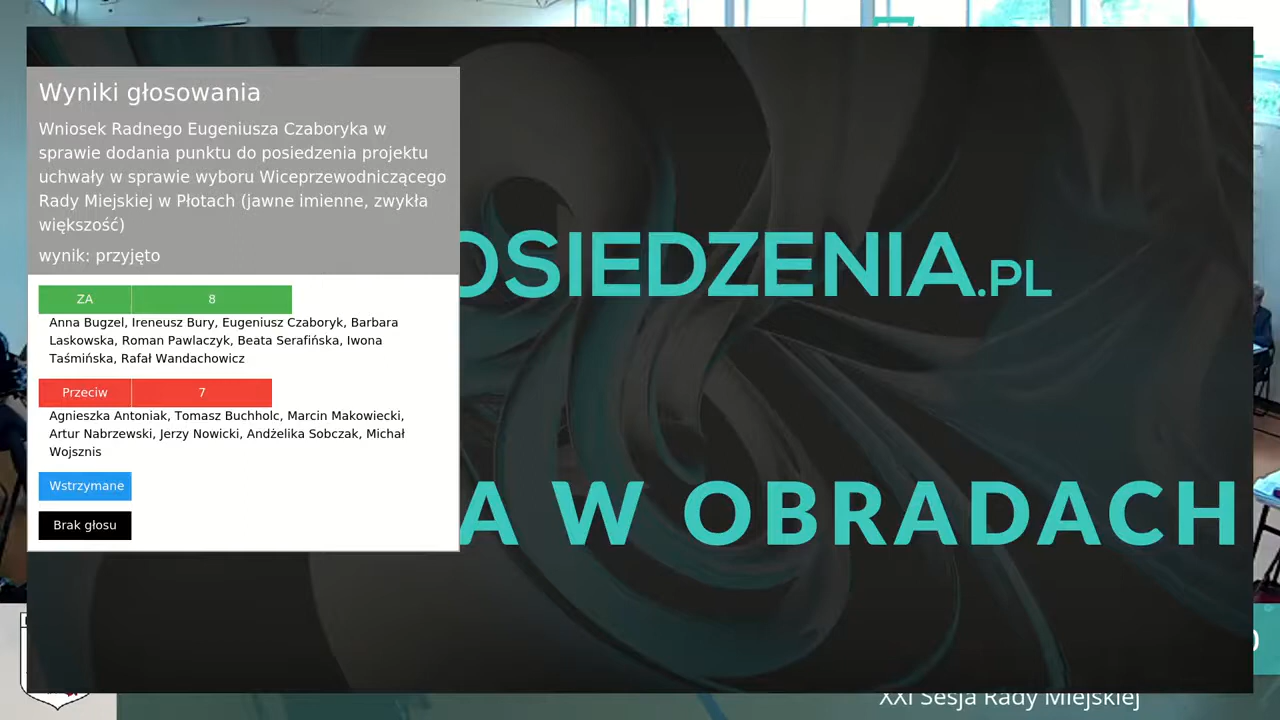 Wyniki głosowania
Wniosek Radnego Eugeniusza Czaboryka w
sprawie dodania punktu do posiedzenia projektu
uchwały w sprawie wyboru Wiceprzewodniczącego
Rady Miejskiej w Płotach (jawne imienne, zwykła
większość)
wynik: przyjęto
ZA 8
Anna Bugzel, Ireneusz Bury, Eugeniusz Czaboryk, Barbara
Laskowska, Roman Pawlaczyk, Beata Serafińska, Iwona
Taśmińska, Rafał Wandachowicz
Przeciw 7
Agnieszka Antoniak, Tomasz Buchholc, Marcin Makowiecki,
Artur Nabrzewski, Jerzy Nowicki, Andżelika Sobczak, Michał
Wojsznis
Wstrzymane
Brak głosu
OSIEDZENIA.PL
A W OBRADACH
XXI Sesja Rady Miejskiej